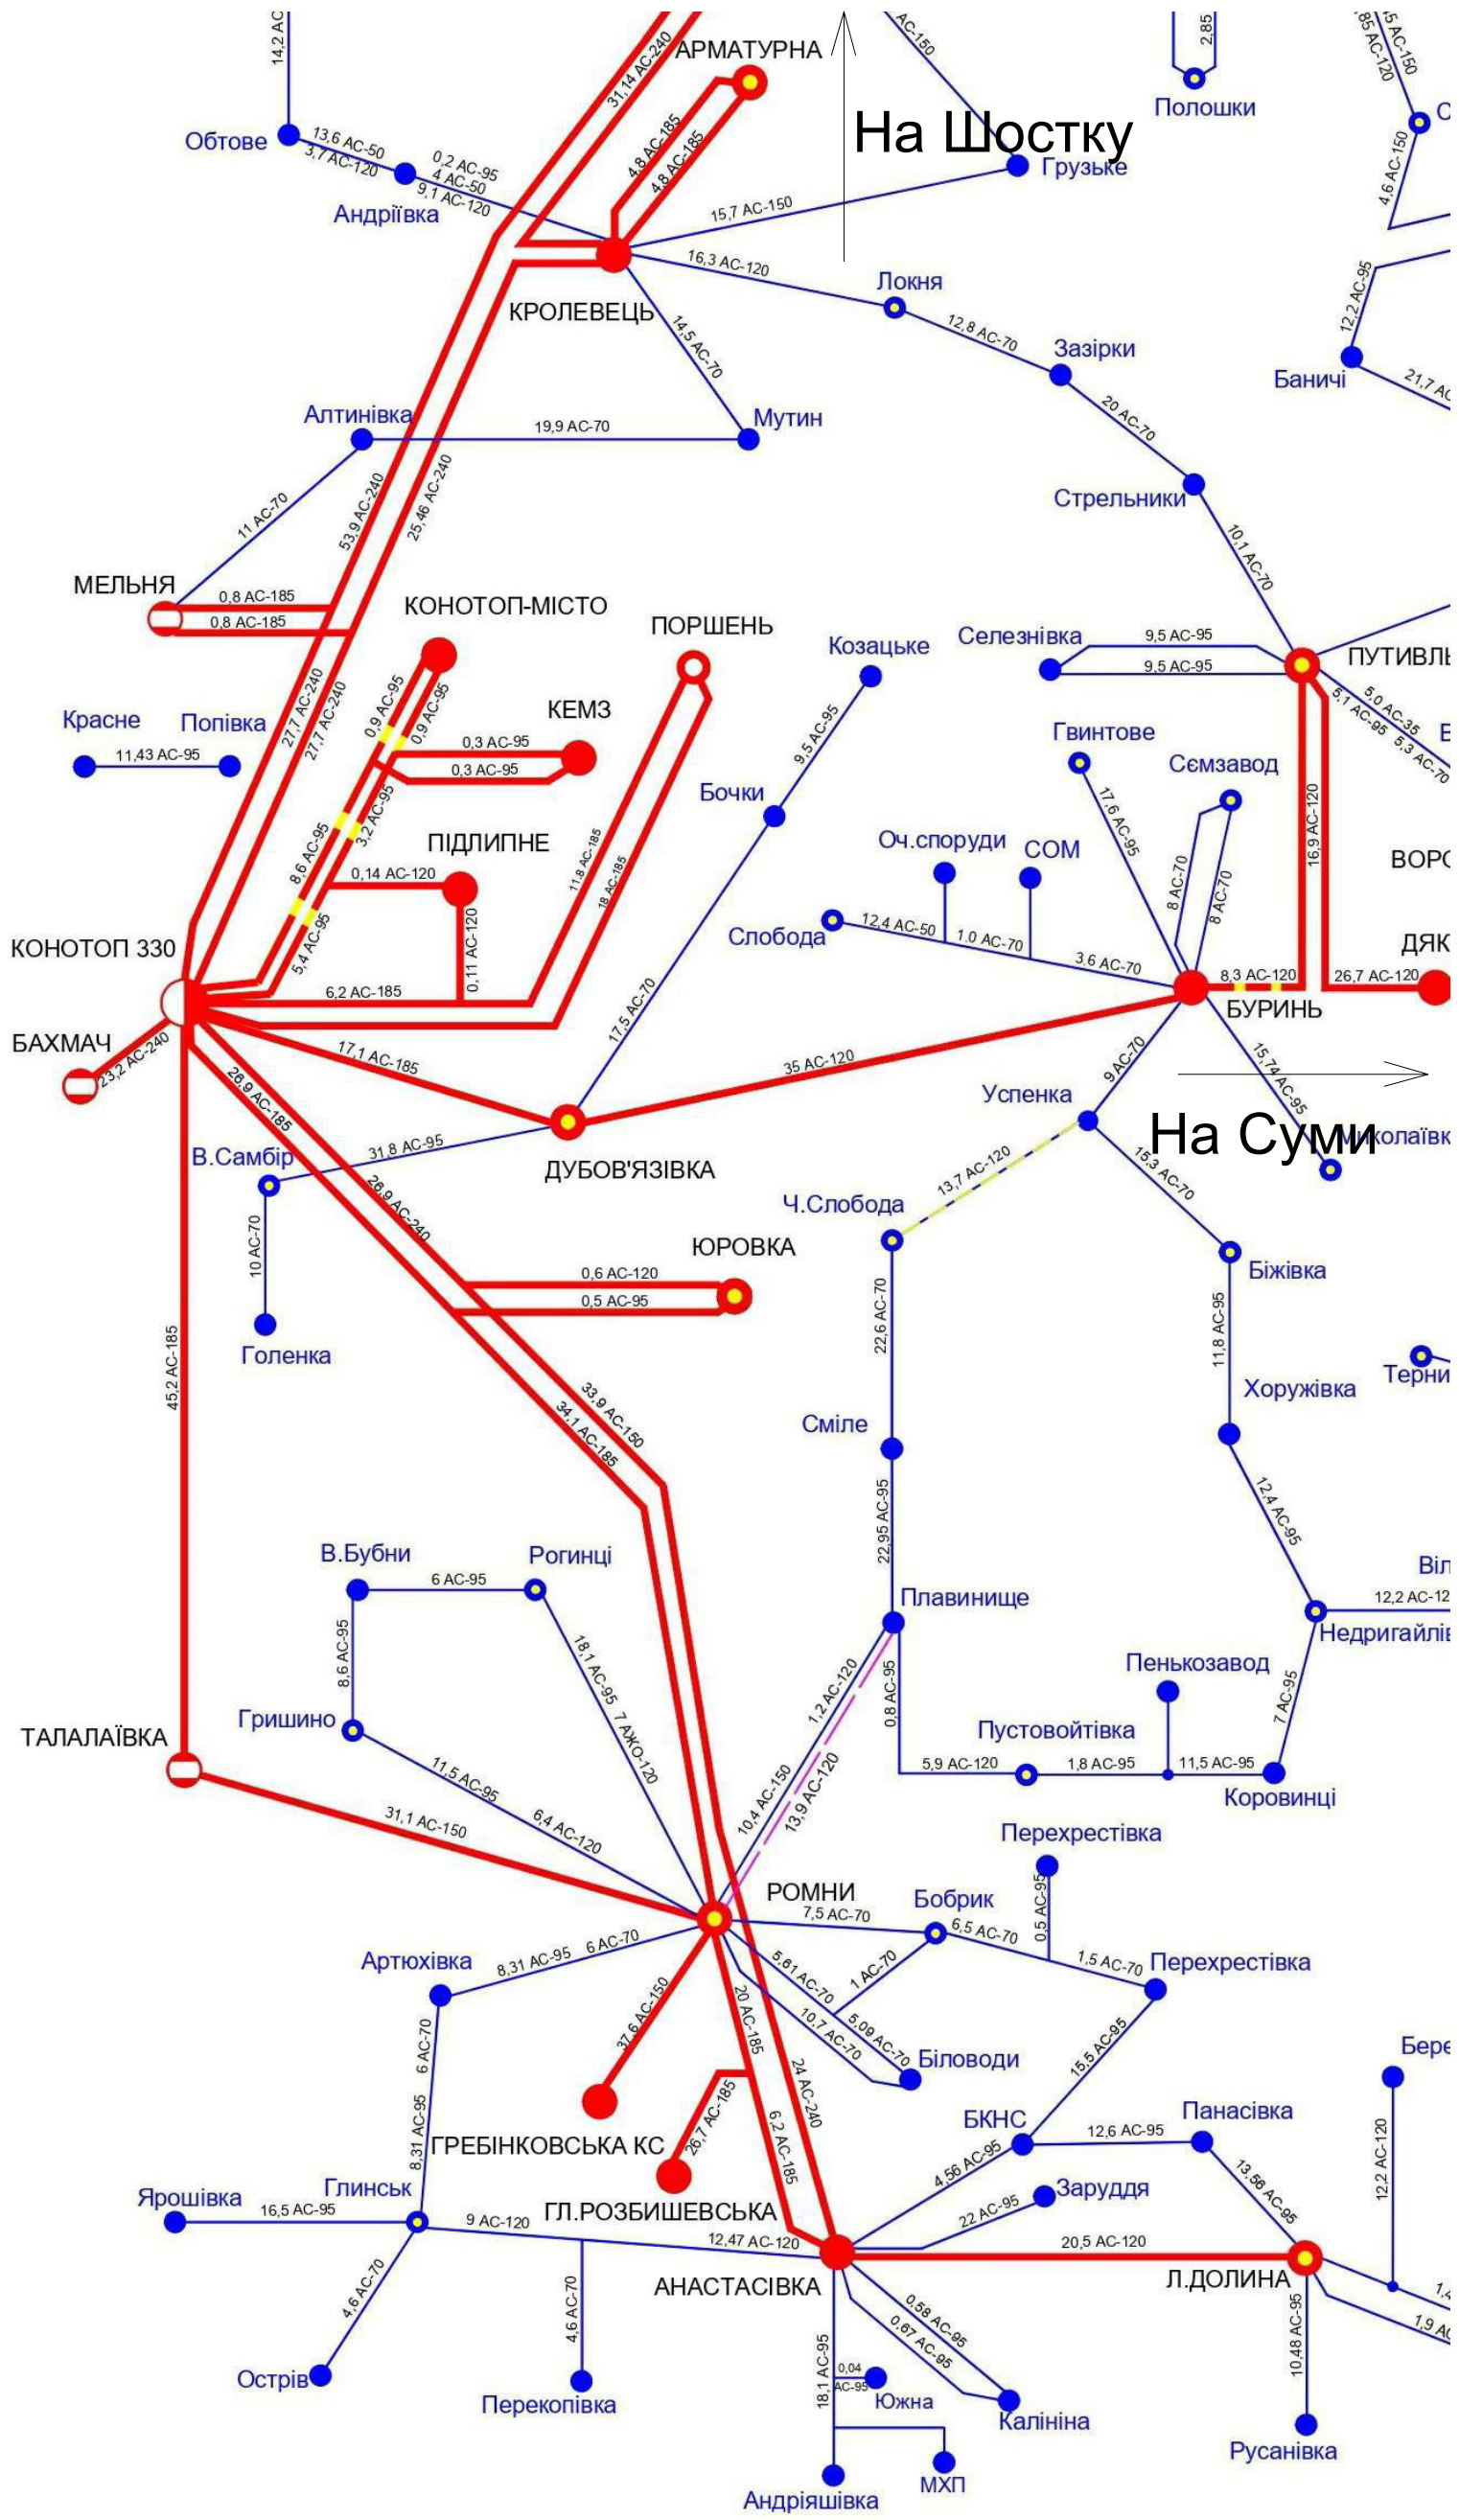 14,2 АС
АС-150
2,85
85 АС-120
5 АС-150
31,14 АС-240
АРМАТУРНА
Полошки
С
На Шостку
Обтове
13,6 АС-50
3,7 АС-120
4,8 АС-185
4,8 АС-185
0,2 АС-95
4 АС-50
9,1 АС-120
Грузьке
4,6 АС-150
Андріївка
15,7 АС-150
16,3 АС-120
Локня
КРОЛЕВЕЦЬ
14,5 АС-70
12,8 АС-70
12,2 АС-95
Зазірки
Баничі
21,7 АС
Алтинівка
19,9 АС-70
Мутин
20 АС-70
53,9 АС-240
25,46 АС-240
11 АС-70
Стрельники
10,1 АС-70
МЕЛЬНЯ
0,8 АС-185
0,8 АС-185
КОНОТОП-МІСТО
ПОРШЕНЬ
Козацьке
Селезнівка
9,5 АС-95
9,5 АС-95
ПУТИВЛЬ
5,0 АС-35
5,1 АС-95
5,3 АС-70
В
27,7 АС-240
27,7 АС-240
0,9 АС-95
0,9 АС-95
КЕМЗ
Красне
Попівка
11,43 АС-95
0,3 АС-95
0,3 АС-95
9,5 АС-95
Гвинтове
Сємзавод
Бочки
17,6 АС-95
16,9 АС-120
3,2 АС-95
8,6 АС-95
ПІДЛИПНЕ
0,14 АС-120
11.8 АС-185
18 АС-185
Оч.споруди
СОМ
ВОРО
8 АС-70
8 АС-70
Слобода
12,4 АС-50
1.0 АС-70
3,6 АС-70
КОНОТОП 330
5,4 АС-95
0,11 АС-120
6,2 АС-185
ДЯК
8,3 АС-120
26,7 АС-120
БУРИНЬ
БАХМАЧ
23,2 АС-240
17,1 АС-185
17,5 АС-70
35 АС-120
26,9 АС-185
9 АС-70
15,74 АС-95
Успенка
На Суми
В.Самбір
31,8 АС-95
ДУБОВ'ЯЗІВКА
13,7 АС-120
15,3 АС-70
26,9 АС-240
Ч.Слобода
10 АС-70
ЮРОВКА
Біжівка
0,6 АС-120
0,5 АС-95
Голенка
22,6 АС-70
11,8 АС-95
45,2 АС-185
Терни
Хоружівка
33,9 АС-150
34,1 АС-185
Сміле
12,4 АС-95
22,95 АС-95
В.Бубни
Рогинці
6 АС-95
Віл
12,2 АС-12
Плавинище
Недригайлів
8,6 АС-95
18,1 АС-95
7 АЖО-120
1,2 АС-120
0,8 АС-95
Пенькозавод
7 АС-95
Гришино
Пустовойтівка
ТАЛАЛАЇВКА
5,9 АС-120
1,8 АС-95
11,5 АС-95
Коровинці
11,5 АС-95
6,4 АС-120
10,4 АС-150
13,9 АС-120
31,1 АС-150
Перехрестівка
РОМНИ
7,5 АС-70
Бобрик
6,5 АС-70
0,5 АС-95
Артюхівка
8,31 АС-95
6 АС-70
5,61 АС-70
1 АС-70
1,5 АС-70
Перехрестівка
37,6 АС-150
20 АС-185
10,7 АС-70
5,09 АС-70
Біловоди
6 АС-70
8,31 АС-95
15,5 АС-95
Бере
24 АС-240
БКНС
Панасівка
12,6 АС-95
ГРЕБІНКОВСЬКА КС
26,7 АС-185
6,2 АС-185
4,56 АС-95
12,2 АС-120
Ярошівка
16,5 АС-95
Глинськ
ГЛ.РОЗБИШЕВСЬКА
Заруддя
22 АС-95
13,56 АС-95
9 АС-120
12,47 АС-120
20,5 АС-120
АНАСТАСІВКА
Л.ДОЛИНА
4,6 АС-70
4,6 АС-70
0,58 АС-95
0,67 АС-95
1,4
1,9 АС
18,1 АС-95
0,04
АС-95
10,48 АС-95
Острів
Перекопівка
Южна
Калініна
Русанівка
Андріяшівка
МХП